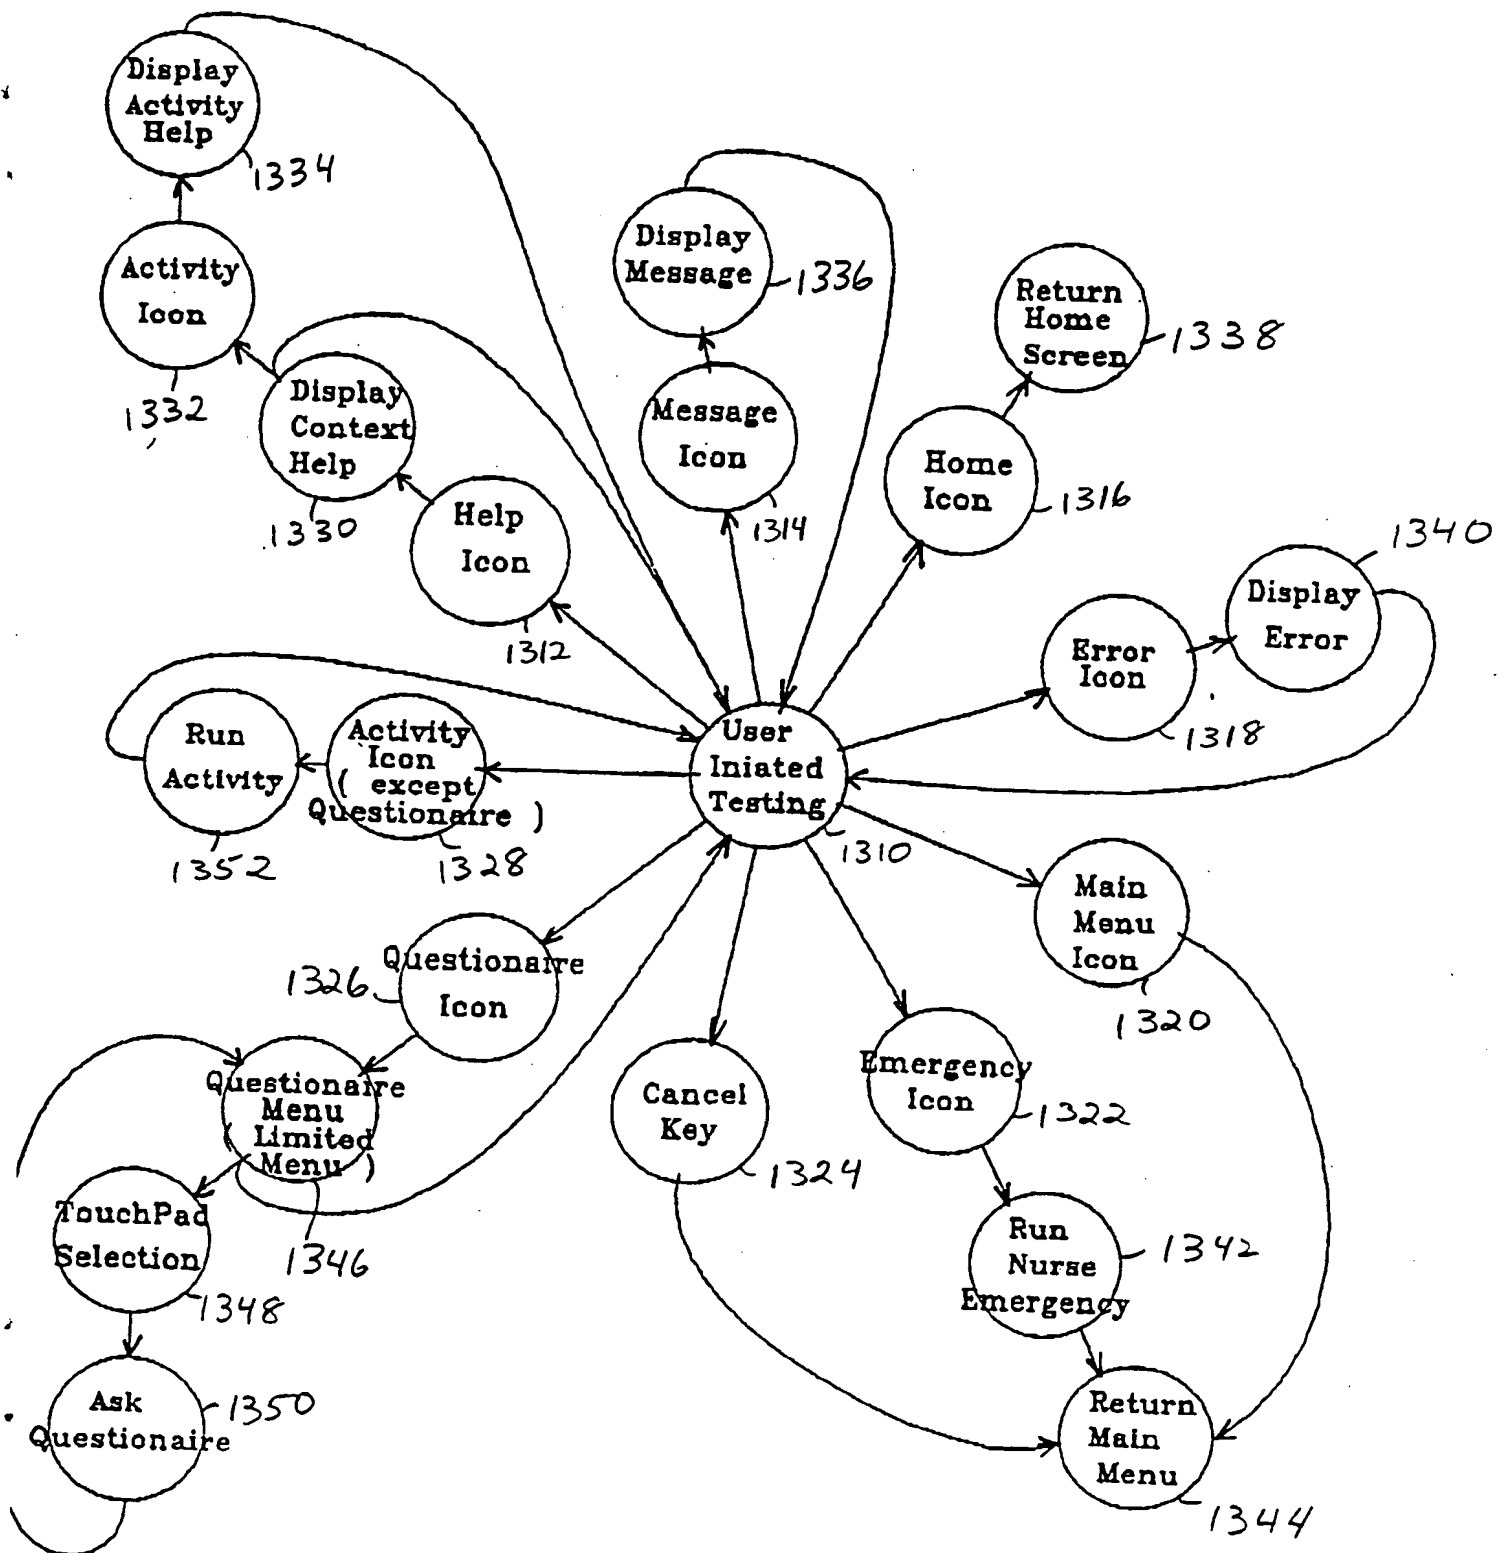 Display
Activity
Help
1334
Activity
Icon
1332
Display
Context
Help
1330
Help
Icon
1312
Display
Message
1336
Message
Icon
1314
Return
Home
Screen
1338
Home
Icon
1316
1340
Display
Error
Error
Icon
1318
User
Iniated
Testing
1310
Run
Activity
1352
Activity
Icon
( except
Questionaire )
1328
Main
Menu
Icon
1320
Questionaire
Icon
1326
Questionaire
Menu
( Limited
Menu )
1346
TouchPad
Selection
1348
Ask
Questionaire
1350
Cancel
Key
1324
Emergency
Icon
1322
Run
Nurse
Emergency
1342
Return
Main
Menu
1344